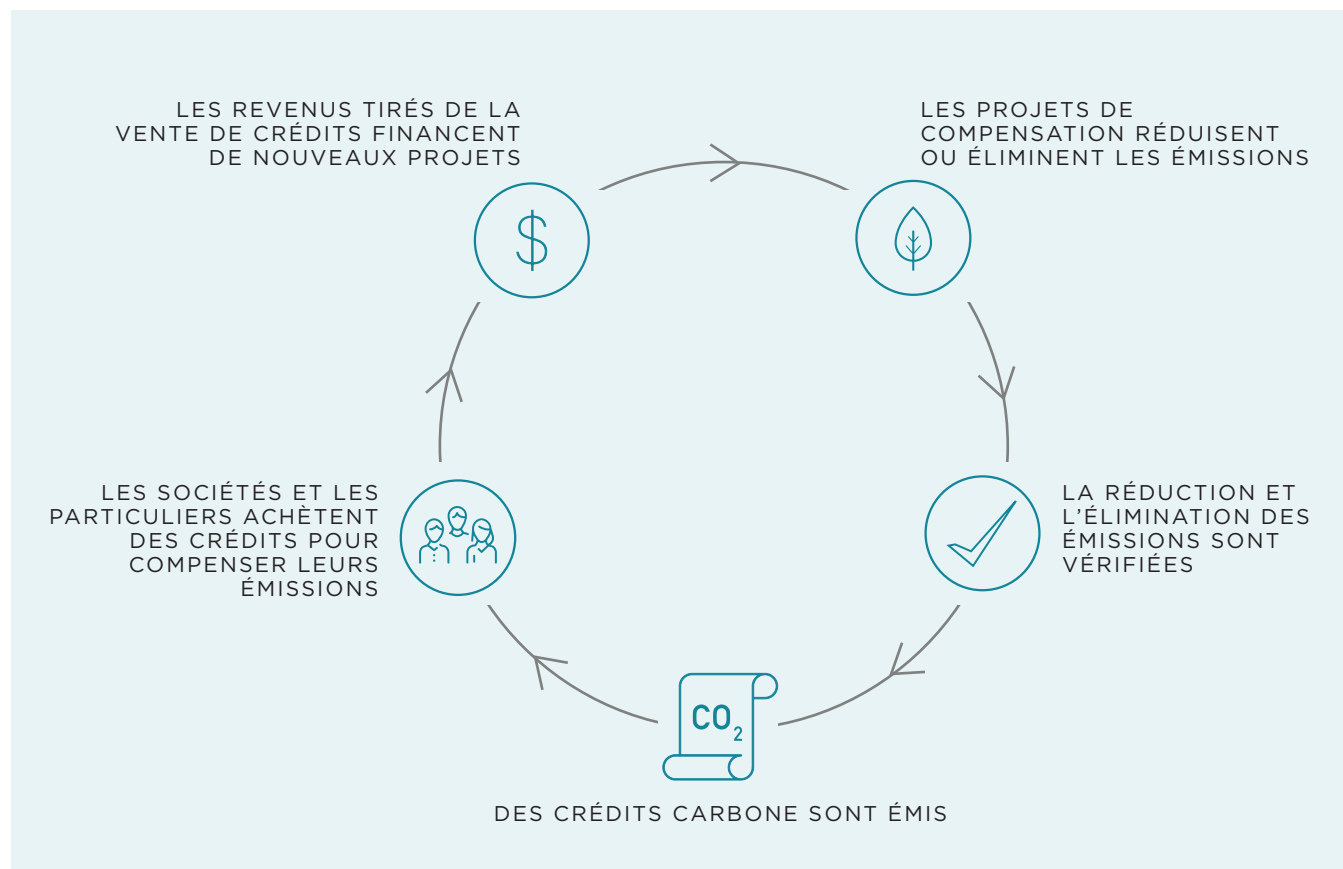 LES REVENUS TIRÉS DE LA
VENTE DE CRÉDITS FINANCENT
DE NOUVEAUX PROJETS
LES PROJETS DE
COMPENSATION RÉDUISENT
OU ÉLIMINENT LES ÉMISSIONS
$
LES SOCIÉTÉS ET LES
PARTICULIERS ACHÈTENT
DES CRÉDITS POUR
COMPENSER LEURS
ÉMISSIONS
LA RÉDUCTION ET
L'ÉLIMINATION DES
ÉMISSIONS SONT
VÉRIFIÉES
CO2
DES CRÉDITS CARBONE SONT ÉMIS